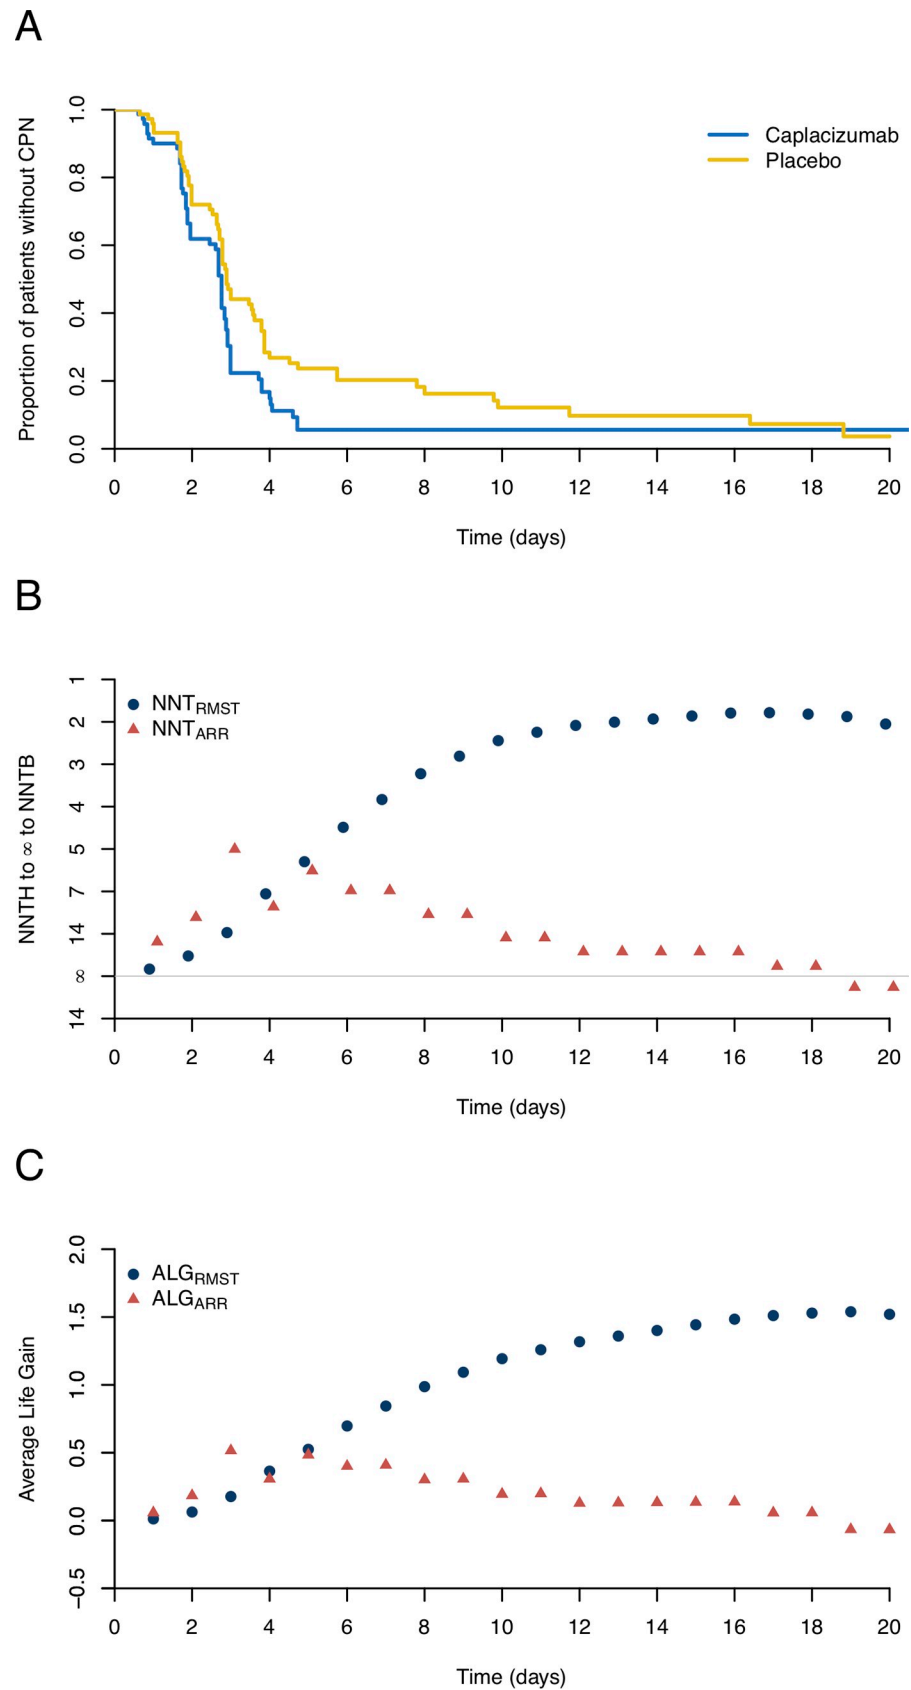 A
Proportion of patients without CPN
1.0
0.8
0.6
0.4
0.2
0.0
Caplacizumab
Placebo
0 2 4 6 8 10 12 14 16 18 20
Time (days)
B
NNTH to ∞ to NNTB
1
2
3
4
5
7
14
∞
14
NNTRMST
NNTARR
0 2 4 6 8 10 12 14 16 18 20
Time (days)
C
Average Life Gain
2.0
1.5
1.0
0.5
0.0
−0.5
ALGRMST
ALGARR
0 2 4 6 8 10 12 14 16 18 20
Time (days)